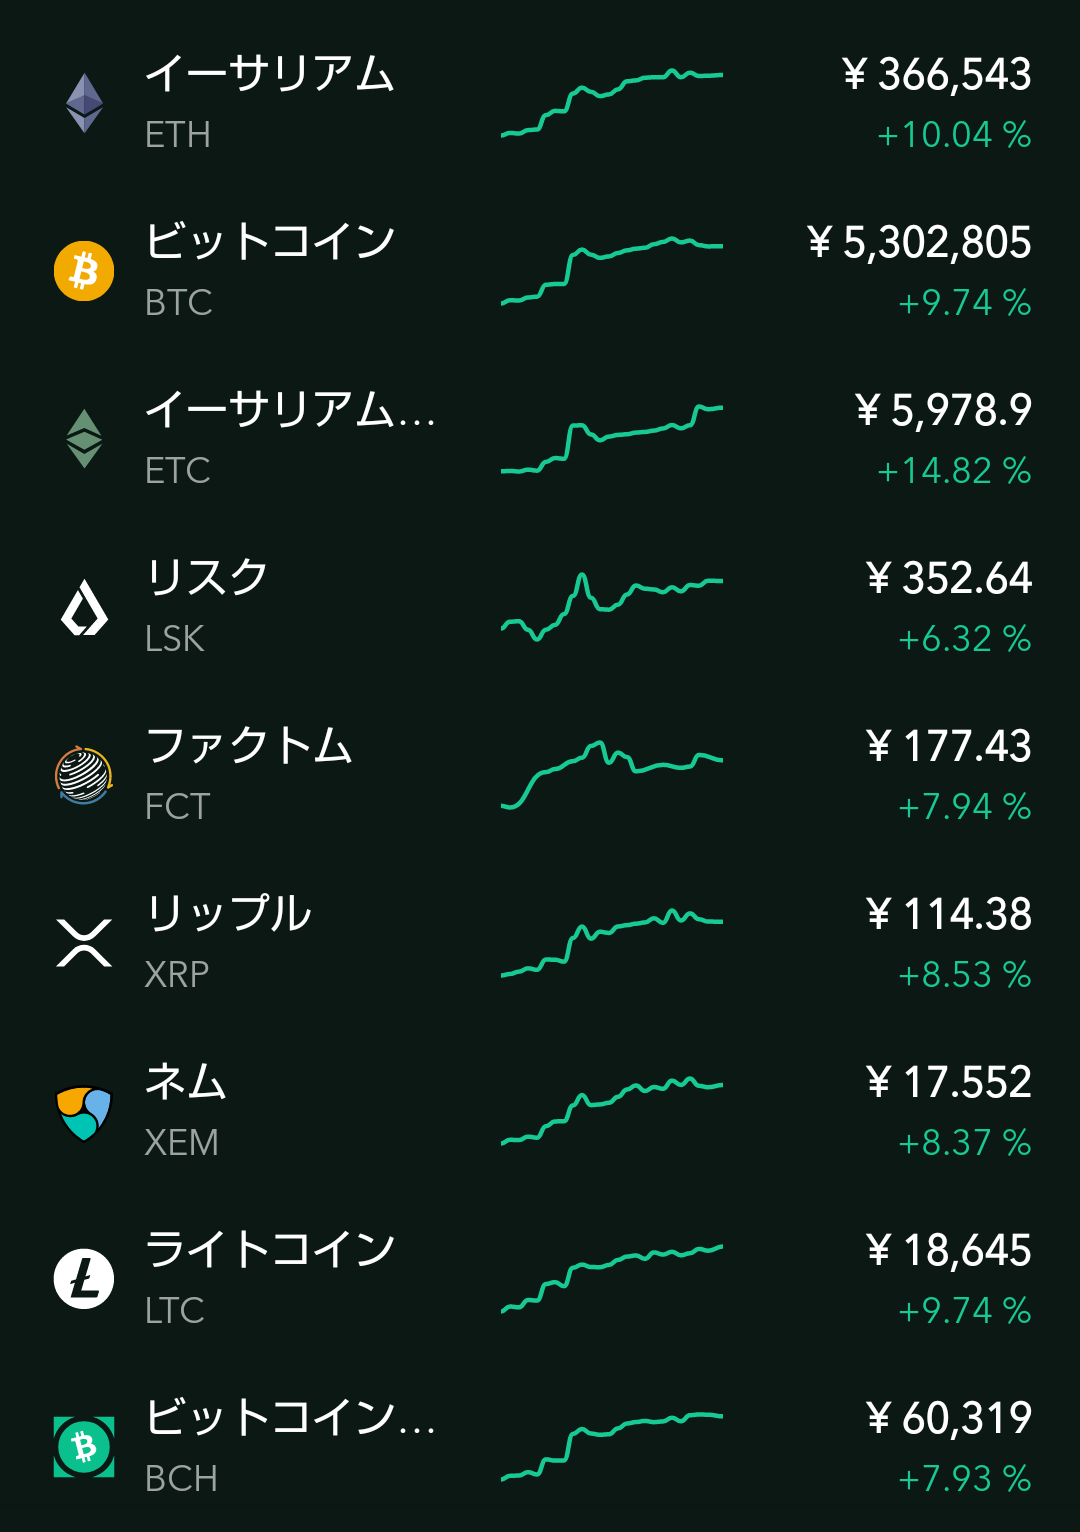 イーサリアム
¥ 366,543
ETH
+10.04 %
ビットコイン
¥ 5,302,805
BTC
+9.74 %
イーサリアム...
¥ 5,978.9
ETC
+14.82 %
リスク
¥ 352.64
LSK
+6.32 %
ファクトム
¥ 177.43
FCT
+7.94 %
リップル
¥ 114.38
XRP
+8.53 %
ネム
¥ 17.552
XEM
+8.37 %
ライトコイン
¥ 18,645
LTC
+9.74 %
ビットコイン...
¥ 60,319
BCH
+7.93 %